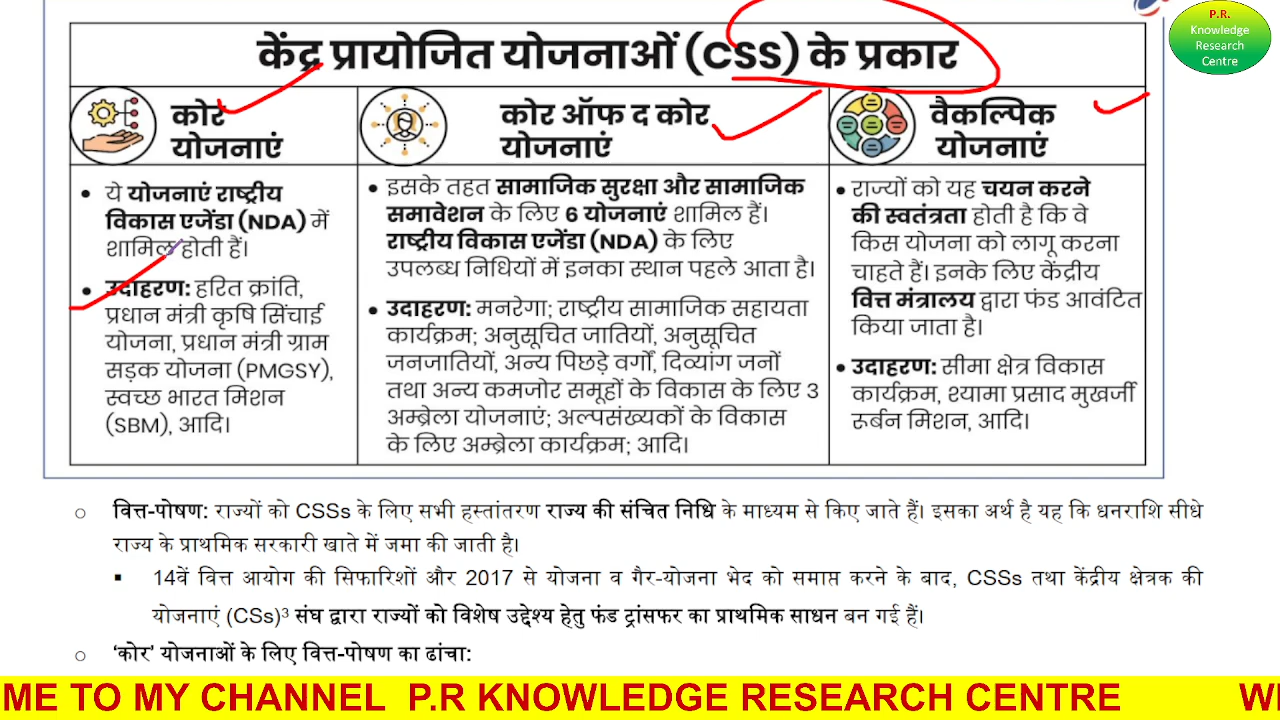 P.R.
Knowledge
Research
Centre
केंद्र प्रायोजित योजनाओं (CSS) के प्रकार
कोर
योजनाएं
ये योजनाएं राष्ट्रीय
विकास एजेंडा (NDA) में
शामिल होती हैं।
उदाहरण: हरित क्रांति,
प्रधान मंत्री कृषि सिंचाई
योजना, प्रधान मंत्री ग्राम
सड़क योजना (PMGSY),
स्वच्छ भारत मिशन
(SBM), आदि।
कोर ऑफ द कोर
योजनाएं
इसके तहत सामाजिक सुरक्षा और सामाजिक
समावेशन के लिए 6 योजनाएं शामिल हैं।
राष्ट्रीय विकास एजेंडा (NDA) के लिए
उपलब्ध निधियों में इनका स्थान पहले आता है।
उदाहरण: मनरेगा; राष्ट्रीय सामाजिक सहायता
कार्यक्रम; अनुसूचित जातियों, अनुसूचित
जनजातियों, अन्य पिछड़े वर्गों, दिव्यांग जनों
तथा अन्य कमजोर समूहों के विकास के लिए 3
अम्ब्रेला योजनाएं; अल्पसंख्यकों के विकास
के लिए अम्ब्रेला कार्यक्रम; आदि।
वैकल्पिक
योजनाएं
राज्यों को यह चयन करने
की स्वतंत्रता होती है कि वे
किस योजना को लागू करना
चाहते हैं। इनके लिए केंद्रीय
वित्त मंत्रालय द्वारा फंड आवंटित
किया जाता है।
उदाहरण: सीमा क्षेत्र विकास
कार्यक्रम, श्यामा प्रसाद मुखर्जी
रूर्बन मिशन, आदि।
वित्त-पोषण: राज्यों को CSSs के लिए सभी हस्तांतरण राज्य की संचित निधि के माध्यम से किए जाते हैं। इसका अर्थ है यह कि धनराशि सीधे
राज्य के प्राथमिक सरकारी खाते में जमा की जाती है।
14वें वित्त आयोग की सिफारिशों और 2017 से योजना व गैर-योजना भेद को समाप्त करने के बाद, CSSs तथा केंद्रीय क्षेत्रक की
योजनाएं (CSs)³ संघ द्वारा राज्यों को विशेष उद्देश्य हेतु फंड ट्रांसफर का प्राथमिक साधन बन गई हैं।
'कोर' योजनाओं के लिए वित्त-पोषण का ढांचा:
ME TO MY CHANNEL P.R KNOWLEDGE RESEARCH CENTRE WE